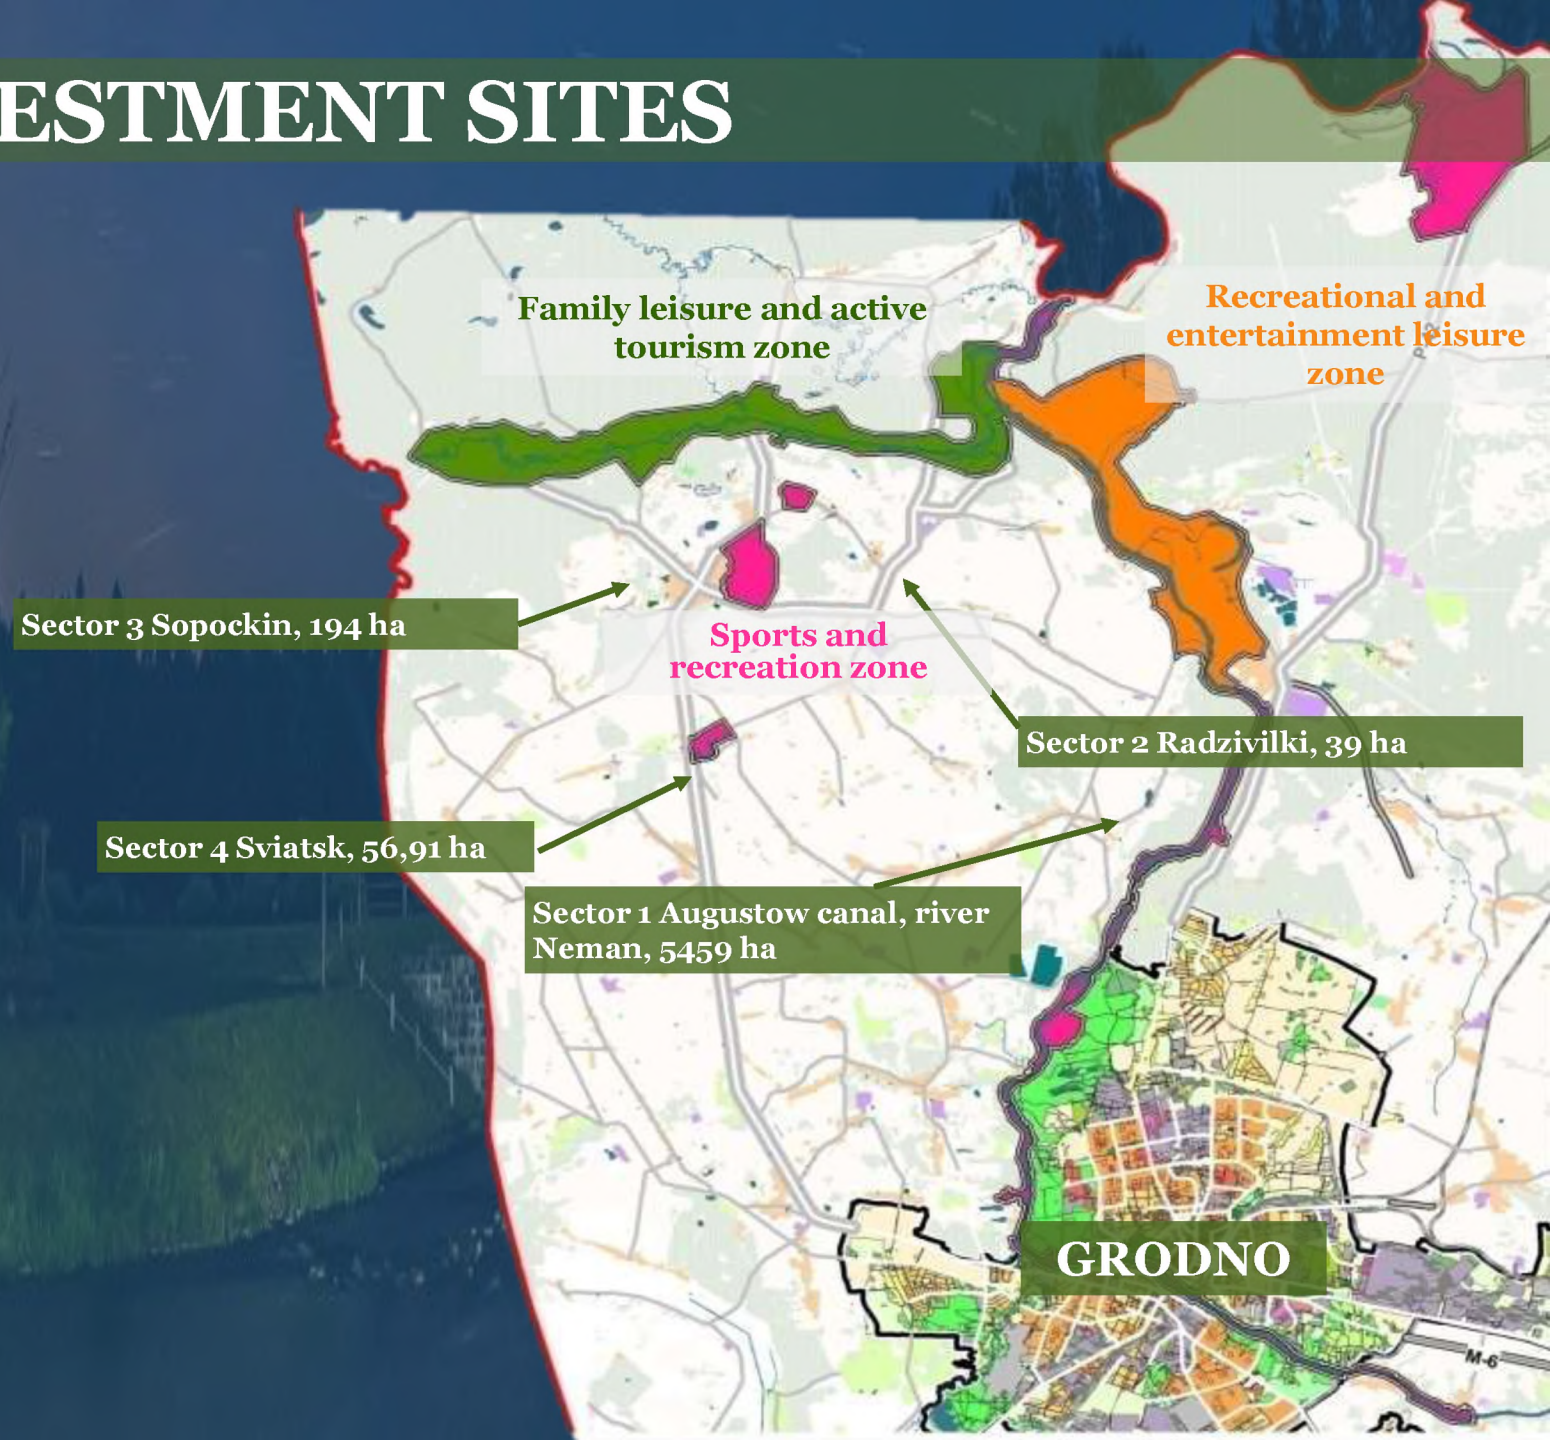 ESTMENT SITES
Family leisure and active
tourism zone
Recreational and
entertainment leisure
zone
Sector 3 Sopockin, 194 ha
Sports and
recreation zone
Sector 2 Radzivilki, 39 ha
Sector 4 Sviatsk, 56,91 ha
Sector 1 Augustow canal, river
Neman, 5459 ha
GRODNO
M-6